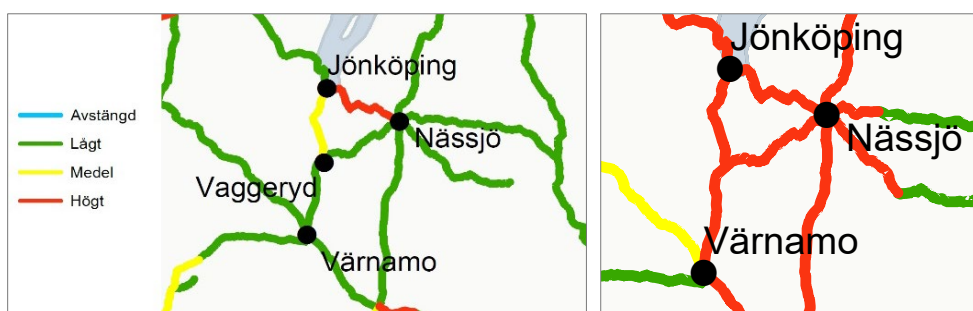 Avstängd
Lågt
Medel
Högt
Jönköping
Nässjö
Vaggeryd
Värnamo
Jönköping
Nässjö
Värnamo